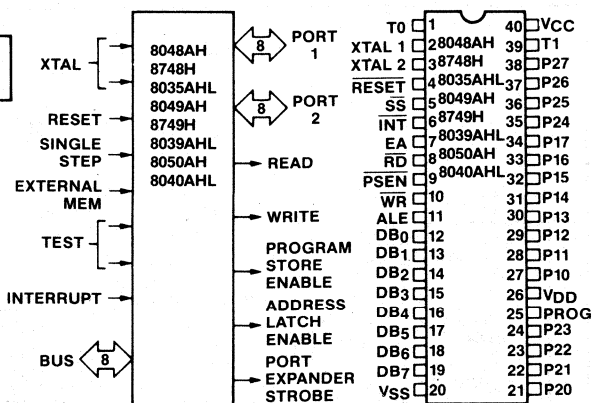 XTAL
RESET
SINGLE
STEP
EXTERNAL
MEM
TEST
INTERRUPT
BUS
8
8048AH
8748H
8035AHL
8049AH
8749H
8039AHL
8050AH
8040AHL
8
PORT
1
8
PORT
2
READ
WRITE
PROGRAM
STORE
ENABLE
ADDRESS
LATCH
ENABLE
PORT
EXPANDER
STROBE
T0 1 40 VCC
XTAL 1 2 8048AH 39 T1
XTAL 2 3 8748H 38 P27
RESET 4 8035AHL 37 P26
SS 5 8049AH 36 P25
INT 6 8749H 35 P24
EA 7 8039AHL 34 P17
RD 8 8050AH 33 P16
PSEN 9 8040AHL 32 P15
WR 10 31 P14
ALE 11 30 P13
DB0 12 29 P12
DB1 13 28 P11
DB2 14 27 P10
DB3 15 26 VDD
DB4 16 25 PROG
DB5 17 24 P23
DB6 18 23 P22
DB7 19 22 P21
VSS 20 21 P20